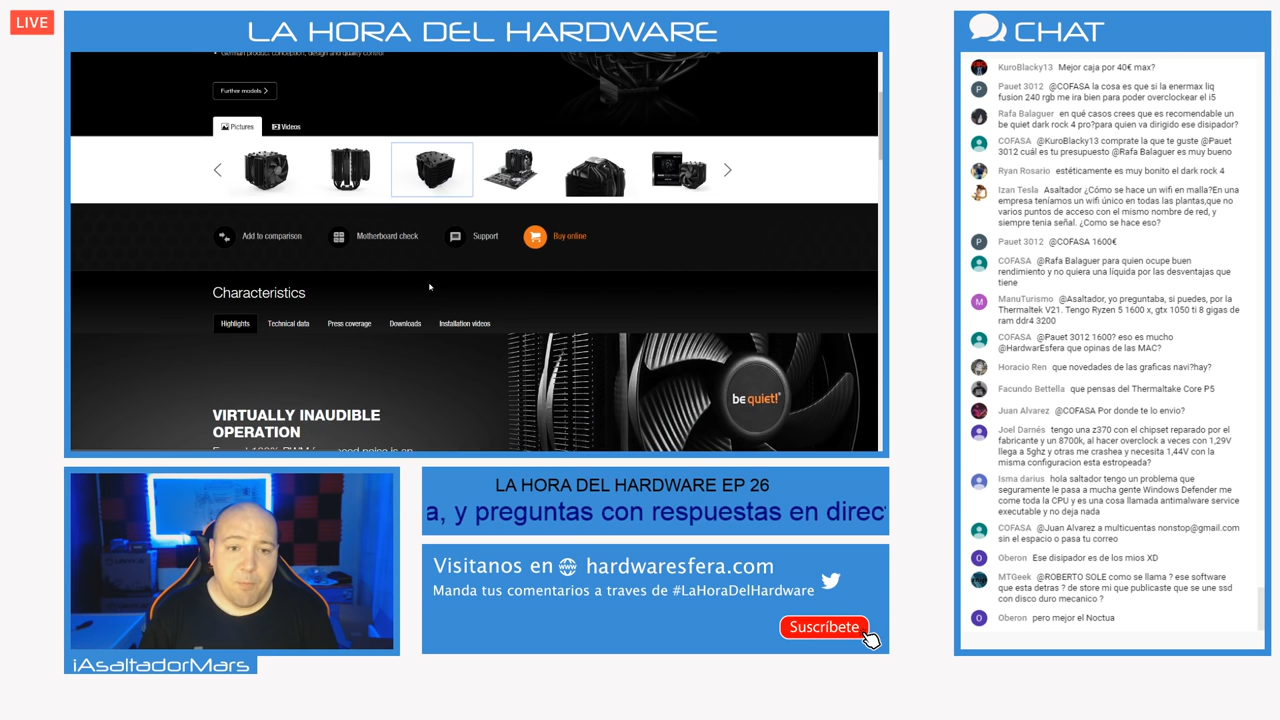 LIVE
LA HORA DEL HARDWARE
German product conception, design and quality control
Further models
Pictures
Videos
Add to comparison
Motherboard check
Support
Buy online
Characteristics
Highlights
Technical data
Press coverage
Downloads
Installation videos
VIRTUALLY INAUDIBLE
OPERATION
be quiet!
iAsaltadorMars
LA HORA DEL HARDWARE EP 26
a, y preguntas con respuestas en direc
Visitanos en www hardwaresfera.com
Manda tus comentarios a traves de #LaHoraDelHardware
Suscríbete
CHAT
KuroBlacky13 Mejor caja por 40€ max?
Pauet 3012 @COFASA la cosa es que si la enermax liq
fusion 240 rgb me ira bien para poder overclockear el i5
Rafa Balaguer en qué casos crees que es recomendable un
be quiet dark rock 4 pro?para quien va dirigido ese disipador?
COFASA @KuroBlacky13 comprate la que te guste @Pauet
3012 cuál es tu presupuesto @Rafa Balaguer es muy bueno
Ryan Rosario estéticamente es muy bonito el dark rock 4
Izan Tesla Asaltador ¿Cómo se hace un wifi en malla?En una
empresa teníamos un wifi único en todas las plantas,que no
varios puntos de acceso con el mismo nombre de red, y
siempre tenia señal. ¿Como se hace eso?
P
Pauet 3012 @COFASA 1600€
COFASA @Rafa Balaguer para quien ocupe buen
rendimiento y no quiera una líquida por las desventajas que
tiene
M
ManuTurismo @Asaltador, yo preguntaba, si puedes, por la
Thermaltek V21. Tengo Ryzen 5 1600 x, gtx 1050 ti 8 gigas de
ram ddr4 3200
COFASA @Pauet 3012 1600? eso es mucho
@HardwarEsfera que opinas de las MAC?
Horacio Ren que novedades de las graficas navi?hay?
Facundo Bettella que pensas del Thermaltake Core P5
Juan Alvarez @COFASA Por donde te lo envio?
Joel Darnés tengo una z370 con el chipset reparado por el
fabricante y un 8700k, al hacer overclock a veces con 1,29V
llega a 5ghz y otras me crashea y necesita 1,44V con la
misma configuracion esta estropeada?
Isma darius hola saltador tengo un problema que
seguramente le pasa a mucha gente Windows Defender me
come toda la CPU y es una cosa llamada antimalware service
executable y no deja nada
COFASA @Juan Alvarez a multicuentas nonstop@gmail.com
sin el espacio o pasa tu correo
O
Oberon Ese disipador es de los mios XD
MTGeek @ROBERTO SOLE como se llama ? ese software
que esta detras ? de store mi que publicaste que se une ssd
con disco duro mecanico ?
O
Oberon pero mejor el Noctua